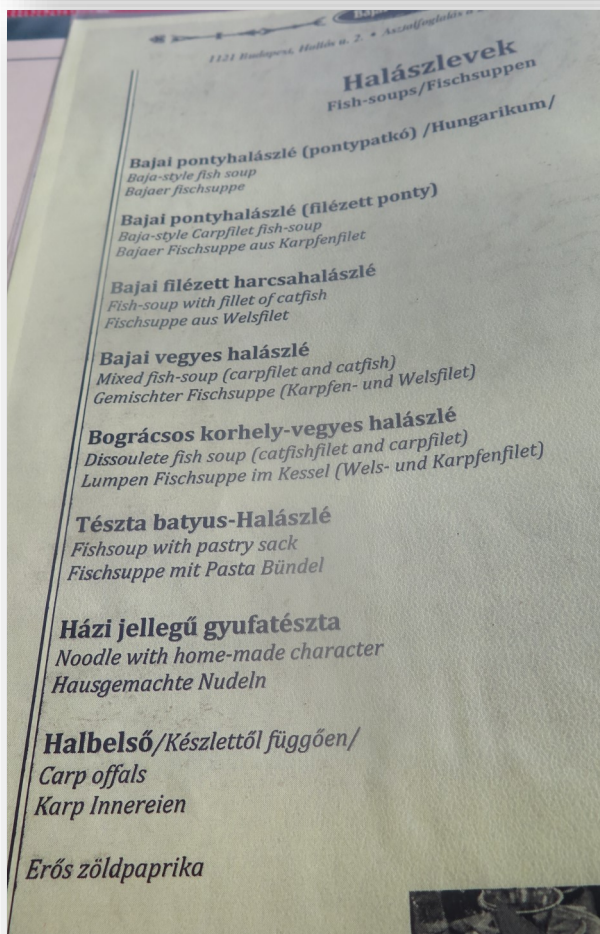 1121 Budapest, Hollós u. 2. • Asztalfoglalás
Halászlevek
Fish-soups/Fischsuppen
Bajai pontyhalászlé (pontypatkó) /Hungarikum/
Baja-style fish soup
Bajaer fischsuppe
Bajai pontyhalászlé (filézett ponty)
Baja-style Carpfilet fish-soup
Bajaer Fischsuppe aus Karpfenfilet
Bajai filézett harcsahalászlé
Fish-soup with fillet of catfish
Fischsuppe aus Welsfilet
Bajai vegyes halászlé
Mixed fish-soup (carpfilet and catfish)
Gemischter Fischsuppe (Karpfen- und Welsfilet)
Bográcsos korhely-vegyes halászlé
Dissoulete fish soup (catfishfilet and carpfilet)
Lumpen Fischsuppe im Kessel (Wels- und Karpfenfilet)
Tészta batyus-Halászlé
Fishsoup with pastry sack
Fischsuppe mit Pasta Bündel
Házi jellegű gyufatészta
Noodle with home-made character
Hausgemachte Nudeln
Halbelső/Készlettől függően/
Carp offals
Karp Innereien
Erős zöldpaprika